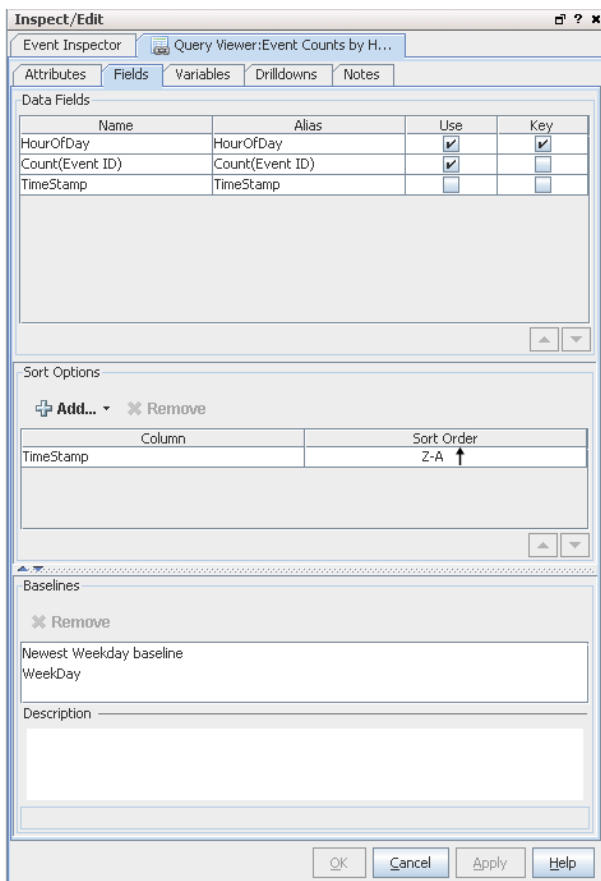 Inspect/Edit ? x
Event Inspector Query Viewer:Event Counts by H...
Attributes Fields Variables Drilldowns Notes
Data Fields
Name Alias Use Key
HourOfDay HourOfDay
Count(Event ID) Count(Event ID)
TimeStamp TimeStamp
Sort Options
Add... Remove
Column Sort Order
TimeStamp Z-A
Baselines
Remove
Newest Weekday baseline
WeekDay
Description
OK Cancel Apply Help